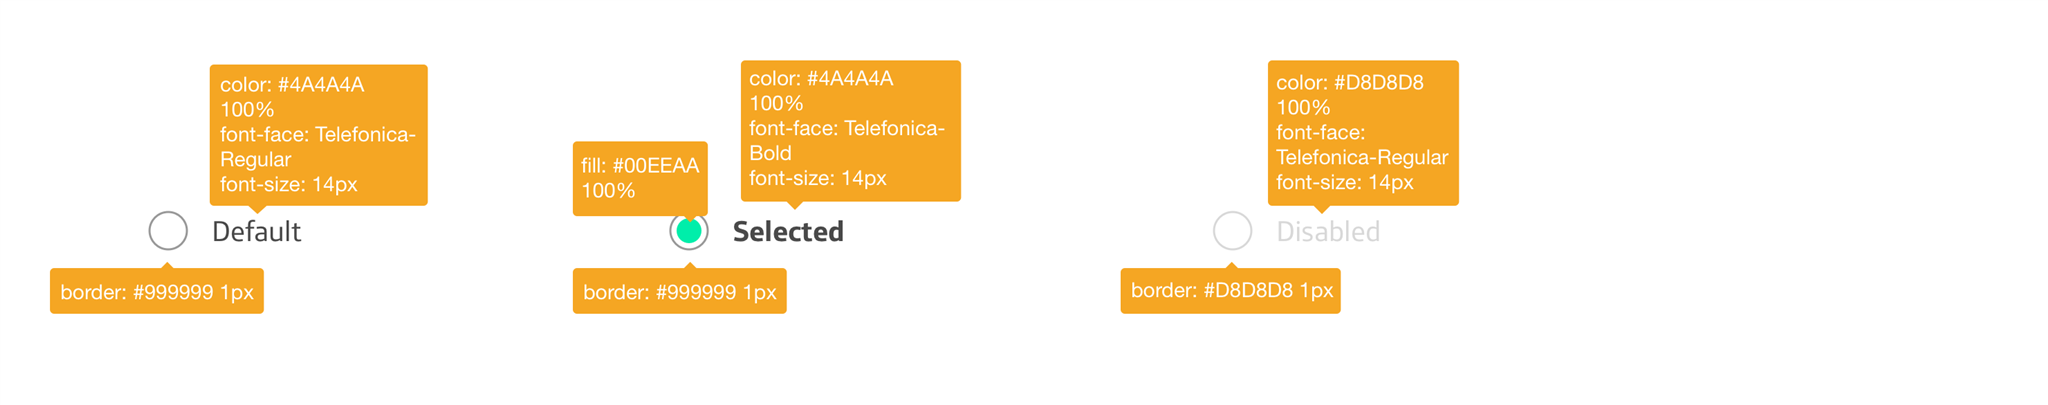 color: #4A4A4A
100%
font-face: Telefonica-
Regular
font-size: 14px
Default
border: #999999 1px
color: #4A4A4A
100%
font-face: Telefonica-
Bold
font-size: 14px
fill: #00EEAA
100%
Selected
border: #999999 1px
color: #D8D8D8
100%
font-face:
Telefonica-Regular
font-size: 14px
Disabled
border: #D8D8D8 1px